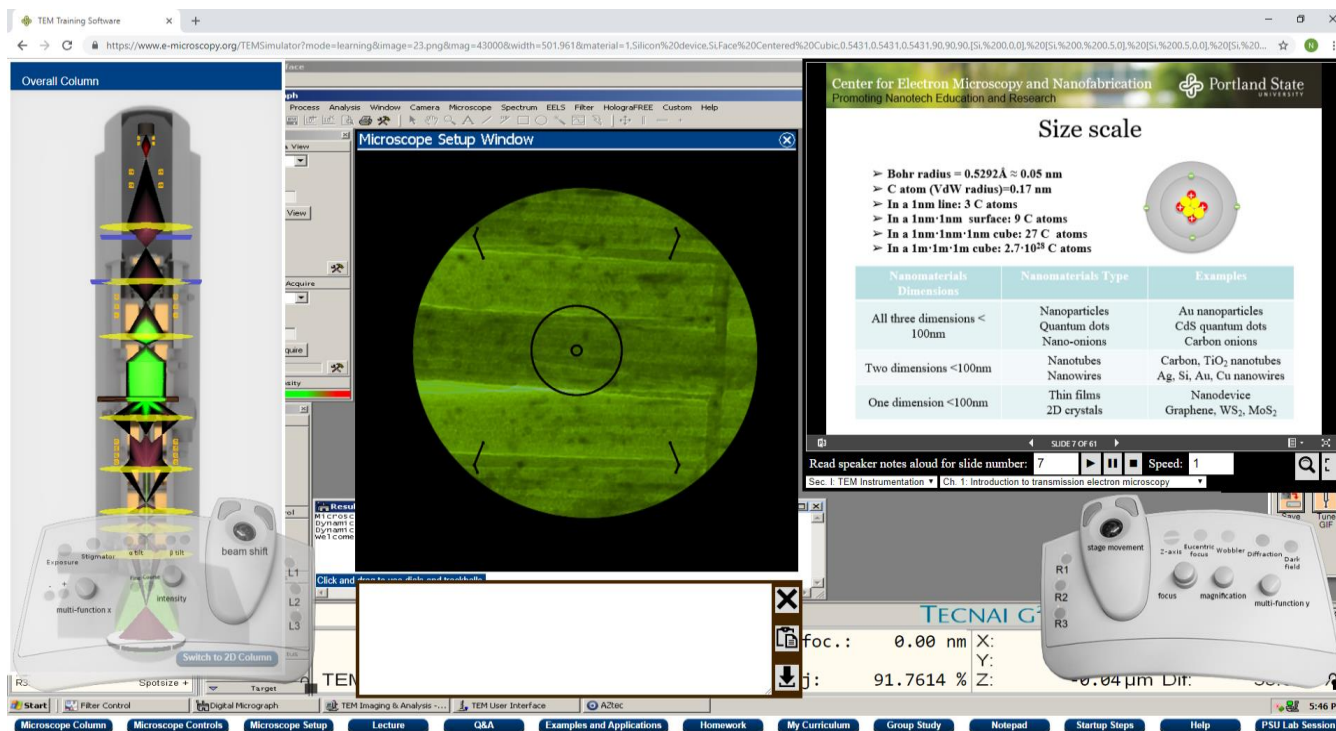 TEM Training Software
https://www.e-microscopy.org/TEMSimulator?mode=learning&image=23.png&mag=43000&width=501.961&material=1,Silicon%20device,Si,Face%20Centered%20Cubic,0.5431,0.5431,0.5431,90,90,90,[Si,%200,0,0],%20[Si,%200,%200.5,0],%20[Si,%200.5,0,0],%20[Si,%20...
N
Overall Column
Process Analysis Window Camera Microscope Spectrum EELS Filter HolograFREE Custom Help
View
View
Acquire
Microscope Setup Window
Center for Electron Microscopy and Nanofabrication
Promoting Nanotech Education and Research
Portland State
UNIVERSITY
Size scale
➢ Bohr radius = 0.5292Å ≈ 0.05 nm
➢ C atom (VdW radius)=0.17 nm
➢ In a 1nm line: 3 C atoms
➢ In a 1nm·1nm surface: 9 C atoms
➢ In a 1nm·1nm·1nm cube: 27 C atoms
➢ In a 1m·1m·1m cube: 2.7·10²⁸ C atoms
Nanomaterials Dimensions Nanomaterials Type Examples
All three dimensions < 100nm
Nanoparticles
Quantum dots
Nano-onions
Au nanoparticles
CdS quantum dots
Carbon onions
Two dimensions <100nm
Nanotubes
Nanowires
Carbon, TiO₂ nanotubes
Ag, Si, Au, Cu nanowires
One dimension <100nm
Thin films
2D crystals
Nanodevice
Graphene, WS₂, MoS₂
SLIDE 7 OF 61
Read speaker notes aloud for slide number: 7 Speed: 1
Sec. I: TEM Instrumentation Ch. 1: Introduction to transmission electron microscopy
Save Tune
GIF
Exposure Stigmator α tilt β tilt
beam shift
multi-function x
intensity
L1
L2
L3
Switch to 2D Column
Click and drag to use dials and trackballs
stage movement
Z-axis Eucentric focus Wobbler Diffraction Dark field
focus magnification multi-function y
R1
R2
R3
TECNAI G²
foc.: 0.00 nm X:
Y:
91.7614 % Z: -0.04 µm Dif:
R3: Spotsize +
Target
TEM
Start Filter Control Digital Micrograph TEM Imaging & Analysis -... TEM User Interface AZtec 5:46 P
Microscope Column Microscope Controls Microscope Setup Lecture Q&A Examples and Applications Homework My Curriculum Group Study Notepad Startup Steps Help PSU Lab Session